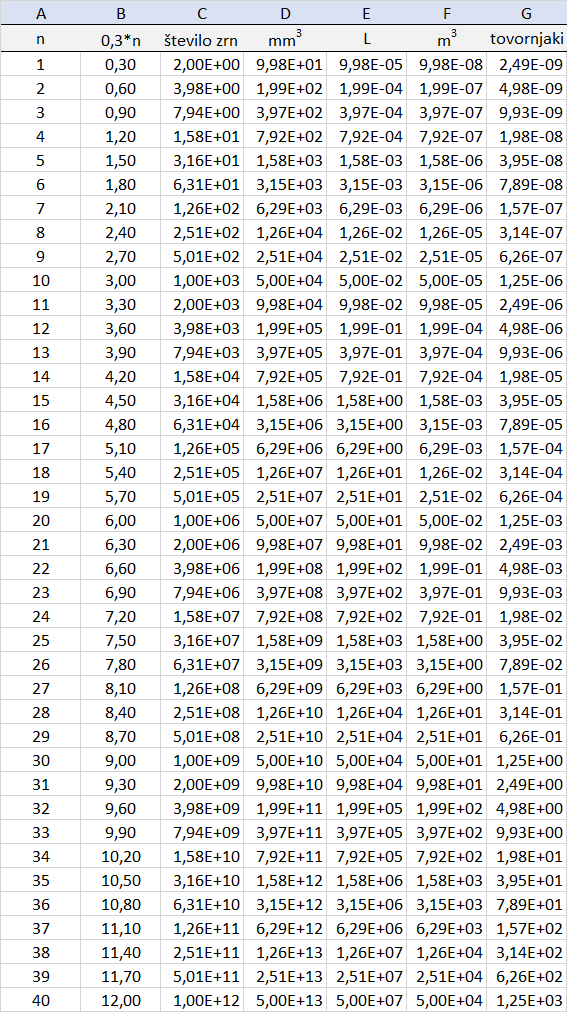 A B C D E F G
n 0,3*n število zrn mm³ L m³ tovornjaki
1 0,30 2,00E+00 9,98E+01 9,98E-05 9,98E-08 2,49E-09
2 0,60 3,98E+00 1,99E+02 1,99E-04 1,99E-07 4,98E-09
3 0,90 7,94E+00 3,97E+02 3,97E-04 3,97E-07 9,93E-09
4 1,20 1,58E+01 7,92E+02 7,92E-04 7,92E-07 1,98E-08
5 1,50 3,16E+01 1,58E+03 1,58E-03 1,58E-06 3,95E-08
6 1,80 6,31E+01 3,15E+03 3,15E-03 3,15E-06 7,89E-08
7 2,10 1,26E+02 6,29E+03 6,29E-03 6,29E-06 1,57E-07
8 2,40 2,51E+02 1,26E+04 1,26E-02 1,26E-05 3,14E-07
9 2,70 5,01E+02 2,51E+04 2,51E-02 2,51E-05 6,26E-07
10 3,00 1,00E+03 5,00E+04 5,00E-02 5,00E-05 1,25E-06
11 3,30 2,00E+03 9,98E+04 9,98E-02 9,98E-05 2,49E-06
12 3,60 3,98E+03 1,99E+05 1,99E-01 1,99E-04 4,98E-06
13 3,90 7,94E+03 3,97E+05 3,97E-01 3,97E-04 9,93E-06
14 4,20 1,58E+04 7,92E+05 7,92E-01 7,92E-04 1,98E-05
15 4,50 3,16E+04 1,58E+06 1,58E+00 1,58E-03 3,95E-05
16 4,80 6,31E+04 3,15E+06 3,15E+00 3,15E-03 7,89E-05
17 5,10 1,26E+05 6,29E+06 6,29E+00 6,29E-03 1,57E-04
18 5,40 2,51E+05 1,26E+07 1,26E+01 1,26E-02 3,14E-04
19 5,70 5,01E+05 2,51E+07 2,51E+01 2,51E-02 6,26E-04
20 6,00 1,00E+06 5,00E+07 5,00E+01 5,00E-02 1,25E-03
21 6,30 2,00E+06 9,98E+07 9,98E+01 9,98E-02 2,49E-03
22 6,60 3,98E+06 1,99E+08 1,99E+02 1,99E-01 4,98E-03
23 6,90 7,94E+06 3,97E+08 3,97E+02 3,97E-01 9,93E-03
24 7,20 1,58E+07 7,92E+08 7,92E+02 7,92E-01 1,98E-02
25 7,50 3,16E+07 1,58E+09 1,58E+03 1,58E+00 3,95E-02
26 7,80 6,31E+07 3,15E+09 3,15E+03 3,15E+00 7,89E-02
27 8,10 1,26E+08 6,29E+09 6,29E+03 6,29E+00 1,57E-01
28 8,40 2,51E+08 1,26E+10 1,26E+04 1,26E+01 3,14E-01
29 8,70 5,01E+08 2,51E+10 2,51E+04 2,51E+01 6,26E-01
30 9,00 1,00E+09 5,00E+10 5,00E+04 5,00E+01 1,25E+00
31 9,30 2,00E+09 9,98E+10 9,98E+04 9,98E+01 2,49E+00
32 9,60 3,98E+09 1,99E+11 1,99E+05 1,99E+02 4,98E+00
33 9,90 7,94E+09 3,97E+11 3,97E+05 3,97E+02 9,93E+00
34 10,20 1,58E+10 7,92E+11 7,92E+05 7,92E+02 1,98E+01
35 10,50 3,16E+10 1,58E+12 1,58E+06 1,58E+03 3,95E+01
36 10,80 6,31E+10 3,15E+12 3,15E+06 3,15E+03 7,89E+01
37 11,10 1,26E+11 6,29E+12 6,29E+06 6,29E+03 1,57E+02
38 11,40 2,51E+11 1,26E+13 1,26E+07 1,26E+04 3,14E+02
39 11,70 5,01E+11 2,51E+13 2,51E+07 2,51E+04 6,26E+02
40 12,00 1,00E+12 5,00E+13 5,00E+07 5,00E+04 1,25E+03